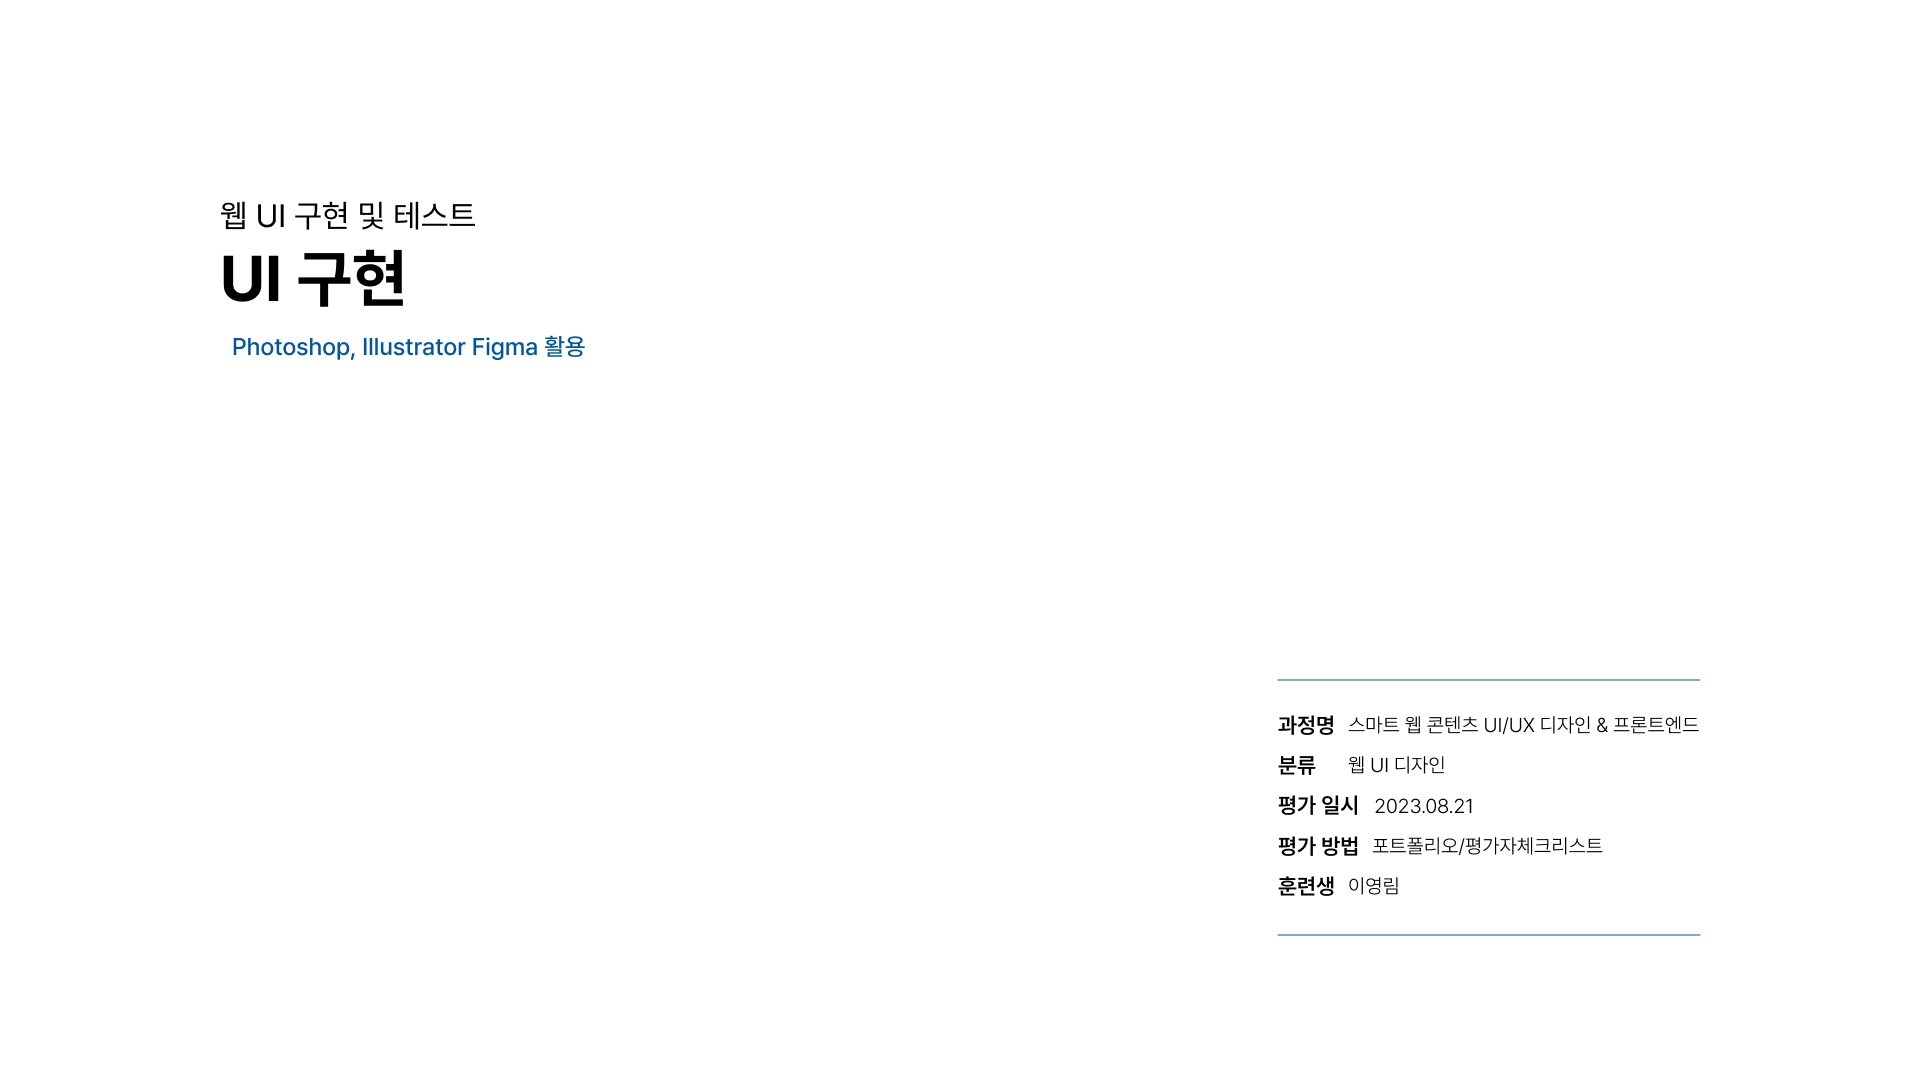 웹 UI 구현 및 테스트
UI 구현
Photoshop, Illustrator Figma 활용
과정명 스마트 웹 콘텐츠 UI/UX 디자인 & 프론트엔드
분류 웹 UI 디자인
평가 일시 2023.08.21
평가 방법 포트폴리오/평가자체크리스트
훈련생 이영림